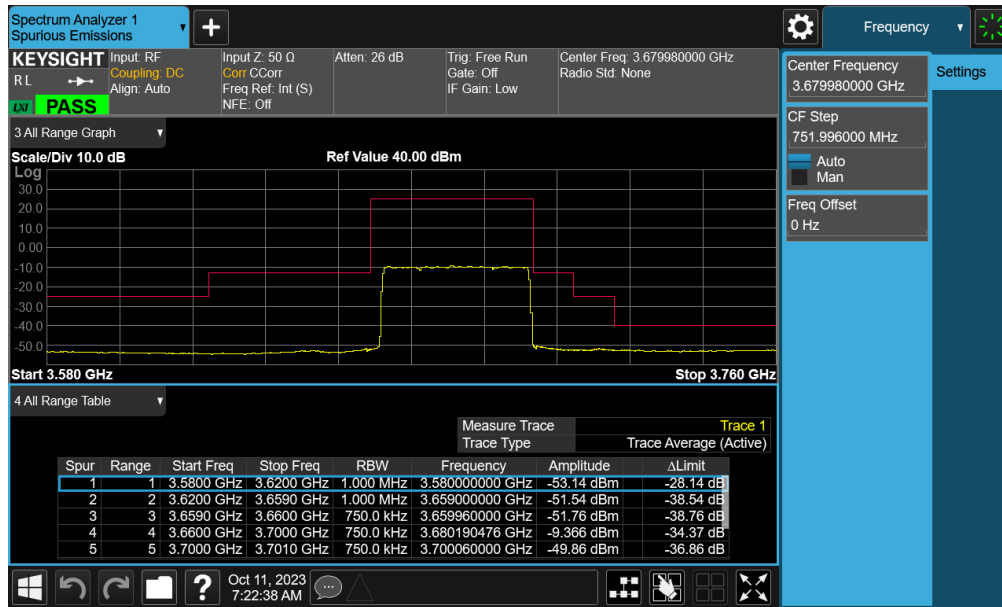 Spectrum Analyzer 1
Spurious Emissions
+
Frequency
KEYSIGHT
RL
LXI PASS
Input: RF
Coupling: DC
Align: Auto
Input Z: 50 Ω
Corr CCorr
Freq Ref: Int (S)
NFE: Off
Atten: 26 dB
Trig: Free Run
Gate: Off
IF Gain: Low
Center Freq: 3.679980000 GHz
Radio Std: None
Center Frequency
3.679980000 GHz
Settings
CF Step
751.996000 MHz
Auto
Man
Freq Offset
0 Hz
3 All Range Graph
Scale/Div 10.0 dB
Ref Value 40.00 dBm
Log
30.0
20.0
10.0
0.00
-10.0
-20.0
-30.0
-40.0
-50.0
Start 3.580 GHz
Stop 3.760 GHz
4 All Range Table
Measure Trace Trace 1
Trace Type Trace Average (Active)
Spur Range Start Freq Stop Freq RBW Frequency Amplitude ΔLimit
1 1 3.5800 GHz 3.6200 GHz 1.000 MHz 3.580000000 GHz -53.14 dBm -28.14 dB
2 2 3.6200 GHz 3.6590 GHz 1.000 MHz 3.659000000 GHz -51.54 dBm -38.54 dB
3 3 3.6590 GHz 3.6600 GHz 750.0 kHz 3.659960000 GHz -51.76 dBm -38.76 dB
4 4 3.6600 GHz 3.7000 GHz 750.0 kHz 3.680190476 GHz -9.366 dBm -34.37 dB
5 5 3.7000 GHz 3.7010 GHz 750.0 kHz 3.700060000 GHz -49.86 dBm -36.86 dB
?
Oct 11, 2023
7:22:38 AM